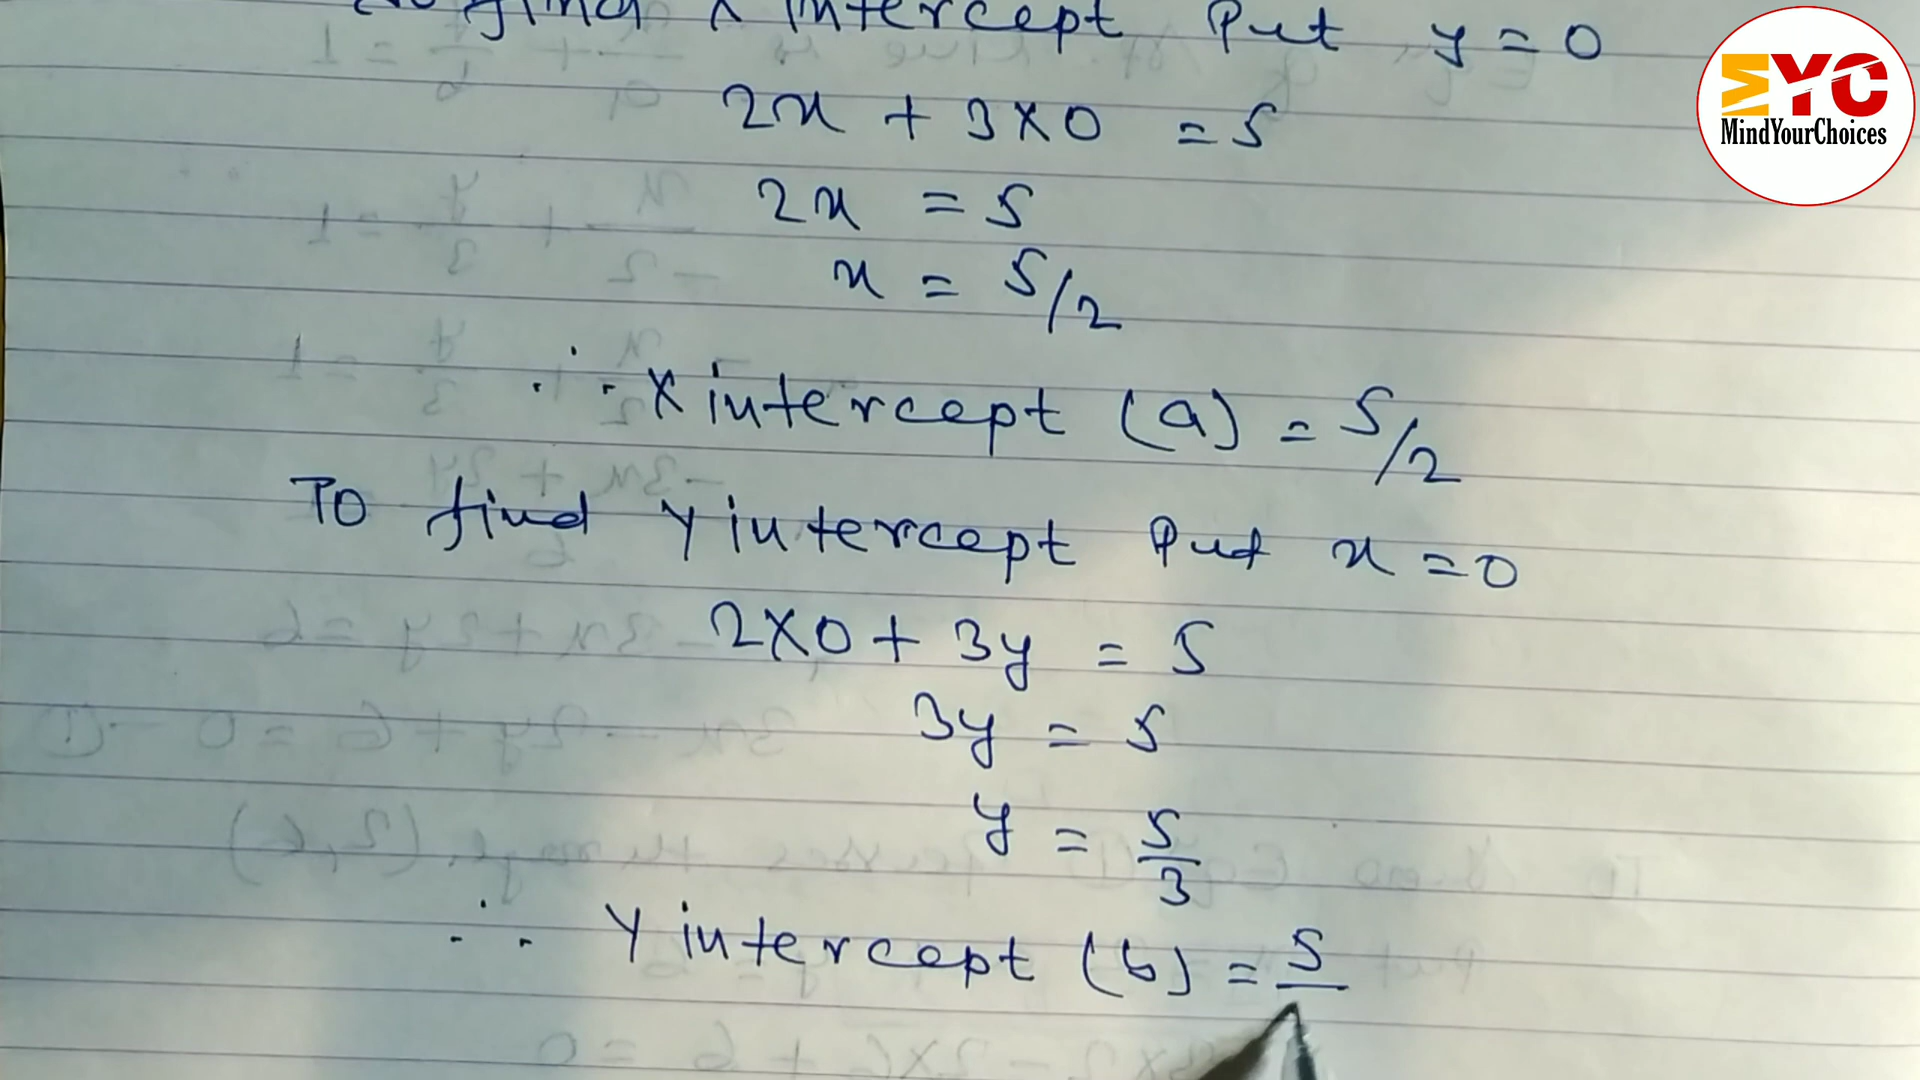 To find x intercept put y = 0
2x + 3×0 = 5
2x = 5
x = 5/2
∴ X intercept (a) = 5/2
To find Y intercept put x = 0
2×0 + 3y = 5
3y = 5
y = 5/3
∴ Y intercept (b) = 5/
MYC
MindYourChoices